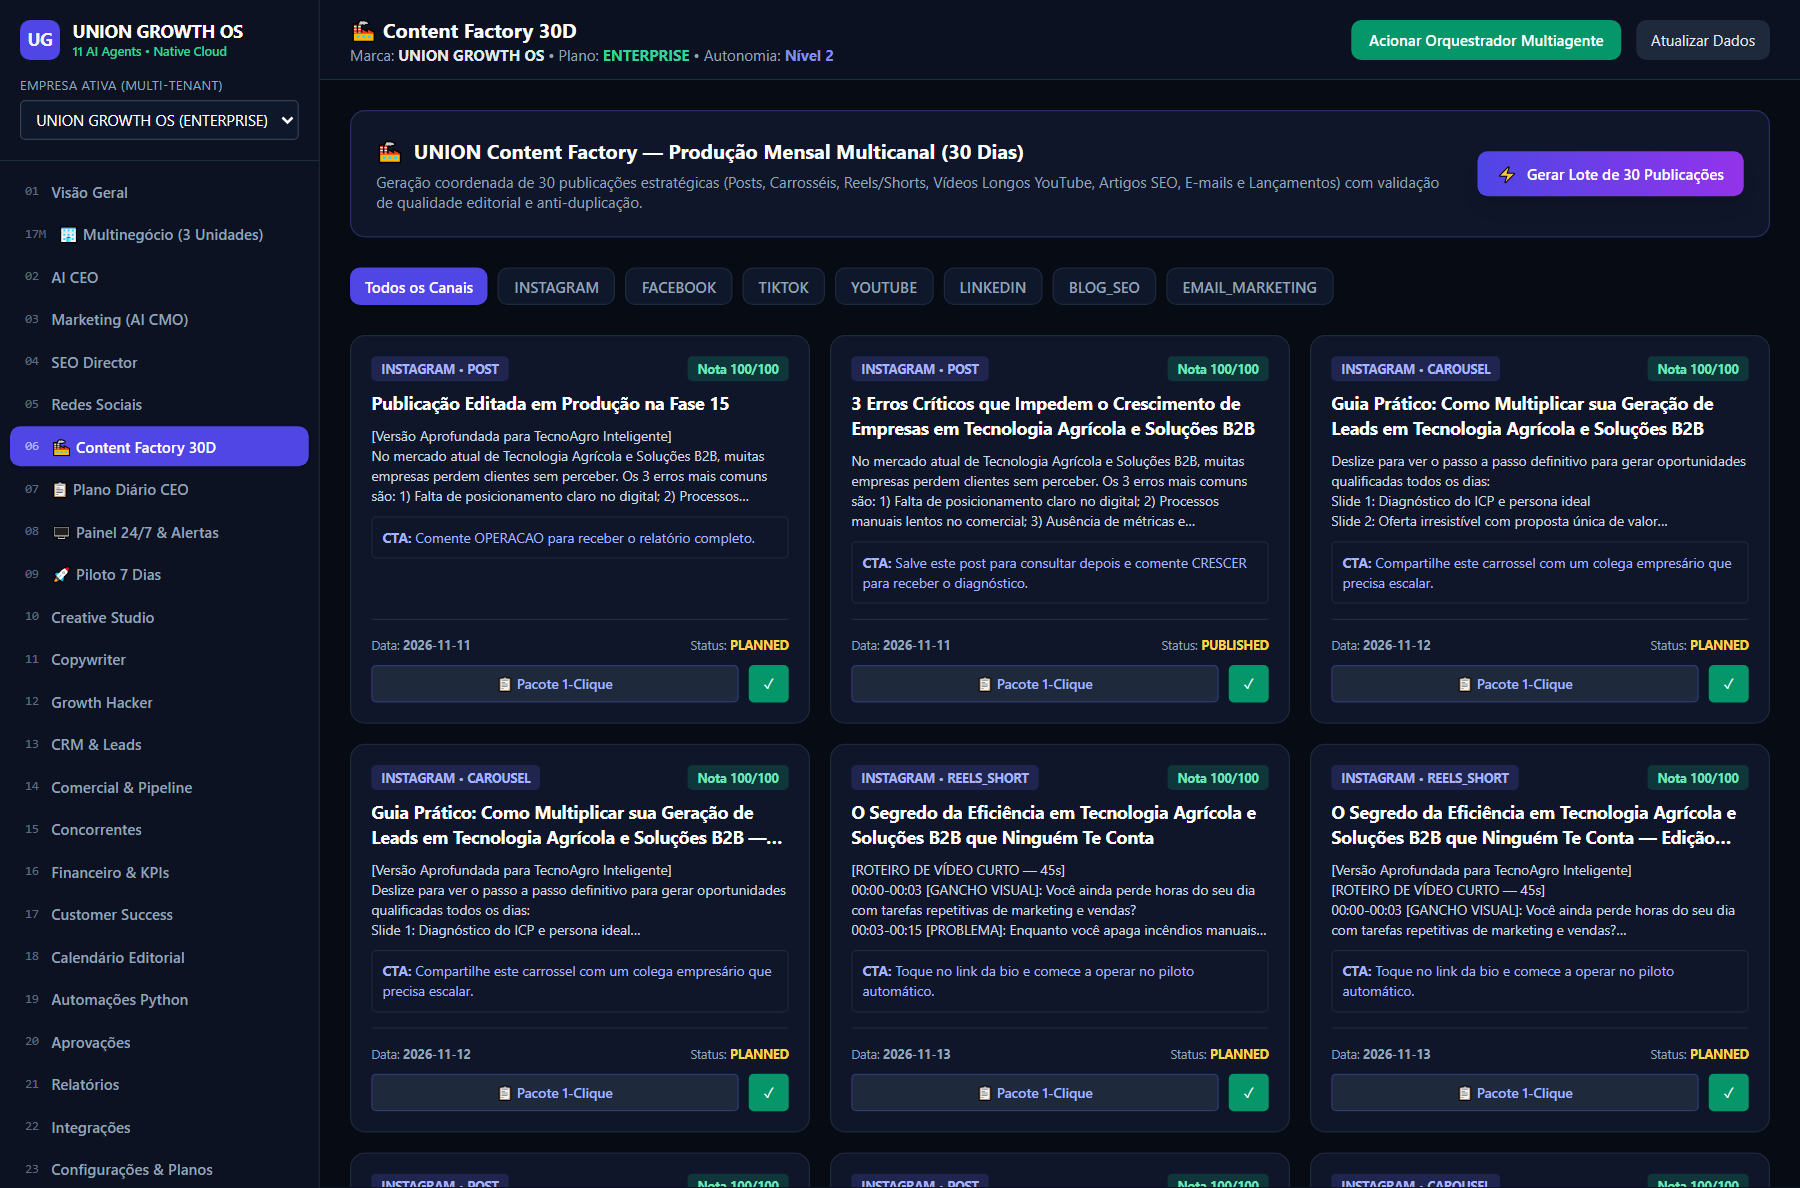 UG
UNION GROWTH OS
11 AI Agents • Native Cloud
EMPRESA ATIVA (MULTI-TENANT)
UNION GROWTH OS (ENTERPRISE)
01 Visão Geral
17M Multinegócio (3 Unidades)
02 AI CEO
03 Marketing (AI CMO)
04 SEO Director
05 Redes Sociais
06 Content Factory 30D
07 Plano Diário CEO
08 Painel 24/7 & Alertas
09 Piloto 7 Dias
10 Creative Studio
11 Copywriter
12 Growth Hacker
13 CRM & Leads
14 Comercial & Pipeline
15 Concorrentes
16 Financeiro & KPIs
17 Customer Success
18 Calendário Editorial
19 Automações Python
20 Aprovações
21 Relatórios
22 Integrações
23 Configurações & Planos
Content Factory 30D
Marca: UNION GROWTH OS • Plano: ENTERPRISE • Autonomia: Nível 2
Acionar Orquestrador Multiagente
Atualizar Dados
UNION Content Factory — Produção Mensal Multicanal (30 Dias)
Geração coordenada de 30 publicações estratégicas (Posts, Carrosséis, Reels/Shorts, Vídeos Longos YouTube, Artigos SEO, E-mails e Lançamentos) com validação
de qualidade editorial e anti-duplicação.
Gerar Lote de 30 Publicações
Todos os Canais
INSTAGRAM
FACEBOOK
TIKTOK
YOUTUBE
LINKEDIN
BLOG_SEO
EMAIL_MARKETING
INSTAGRAM • POST
Nota 100/100
Publicação Editada em Produção na Fase 15
[Versão Aprofundada para TecnoAgro Inteligente]
No mercado atual de Tecnologia Agrícola e Soluções B2B, muitas
empresas perdem clientes sem perceber. Os 3 erros mais comuns
são: 1) Falta de posicionamento claro no digital; 2) Processos...
CTA: Comente OPERACAO para receber o relatório completo.
Data: 2026-11-11
Status: PLANNED
Pacote 1-Clique
✓
INSTAGRAM • POST
Nota 100/100
3 Erros Críticos que Impedem o Crescimento de
Empresas em Tecnologia Agrícola e Soluções B2B
No mercado atual de Tecnologia Agrícola e Soluções B2B, muitas
empresas perdem clientes sem perceber. Os 3 erros mais comuns
são: 1) Falta de posicionamento claro no digital; 2) Processos
manuais lentos no comercial; 3) Ausência de métricas e...
CTA: Salve este post para consultar depois e comente CRESCER
para receber o diagnóstico.
Data: 2026-11-11
Status: PUBLISHED
Pacote 1-Clique
✓
INSTAGRAM • CAROUSEL
Nota 100/100
Guia Prático: Como Multiplicar sua Geração de
Leads em Tecnologia Agrícola e Soluções B2B
Deslize para ver o passo a passo definitivo para gerar oportunidades
qualificadas todos os dias:
Slide 1: Diagnóstico do ICP e persona ideal
Slide 2: Oferta irresistível com proposta única de valor...
CTA: Compartilhe este carrossel com um colega empresário que
precisa escalar.
Data: 2026-11-12
Status: PLANNED
Pacote 1-Clique
✓
INSTAGRAM • CAROUSEL
Nota 100/100
Guia Prático: Como Multiplicar sua Geração de
Leads em Tecnologia Agrícola e Soluções B2B —...
[Versão Aprofundada para TecnoAgro Inteligente]
Deslize para ver o passo a passo definitivo para gerar oportunidades
qualificadas todos os dias:
Slide 1: Diagnóstico do ICP e persona ideal...
CTA: Compartilhe este carrossel com um colega empresário que
precisa escalar.
Data: 2026-11-12
Status: PLANNED
Pacote 1-Clique
✓
INSTAGRAM • REELS_SHORT
Nota 100/100
O Segredo da Eficiência em Tecnologia Agrícola e
Soluções B2B que Ninguém Te Conta
[ROTEIRO DE VÍDEO CURTO — 45s]
00:00-00:03 [GANCHO VISUAL]: Você ainda perde horas do seu dia
com tarefas repetitivas de marketing e vendas?
00:03-00:15 [PROBLEMA]: Enquanto você apaga incêndios manuais...
CTA: Toque no link da bio e comece a operar no piloto
automático.
Data: 2026-11-13
Status: PLANNED
Pacote 1-Clique
✓
INSTAGRAM • REELS_SHORT
Nota 100/100
O Segredo da Eficiência em Tecnologia Agrícola e
Soluções B2B que Ninguém Te Conta — Edição...
[Versão Aprofundada para TecnoAgro Inteligente]
[ROTEIRO DE VÍDEO CURTO — 45s]
00:00-00:03 [GANCHO VISUAL]: Você ainda perde horas do seu dia
com tarefas repetitivas de marketing e vendas?...
CTA: Toque no link da bio e comece a operar no piloto
automático.
Data: 2026-11-13
Status: PLANNED
Pacote 1-Clique
✓
INSTAGRAM • POST
Nota 100/100
INSTAGRAM • POST
Nota 100/100
INSTAGRAM • CAROUSEL
Nota 100/100